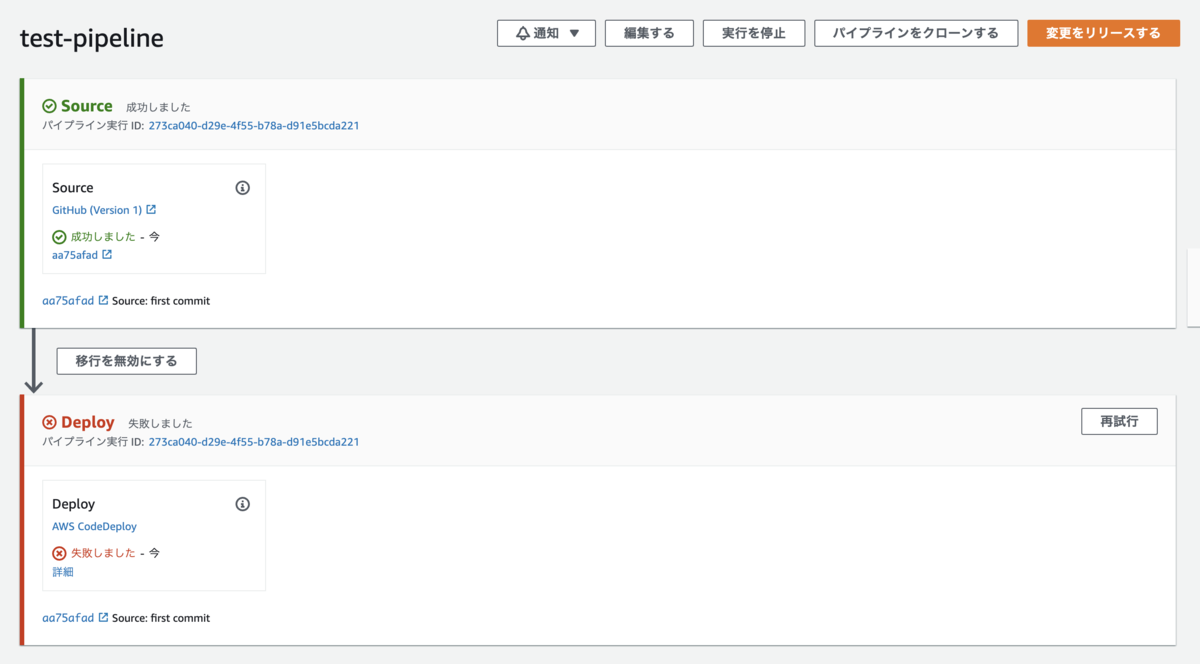 test-pipeline
通知 ▼
編集する
実行を停止
パイプラインをクローンする
変更をリリースする
Source 成功しました
パイプライン実行 ID: 273ca040-d29e-4f55-b78a-d91e5bcda221
Source
GitHub (Version 1)
成功しました - 今
aa75afad
aa75afad Source: first commit
移行を無効にする
Deploy 失敗しました
再試行
パイプライン実行 ID: 273ca040-d29e-4f55-b78a-d91e5bcda221
Deploy
AWS CodeDeploy
失敗しました - 今
詳細
aa75afad Source: first commit